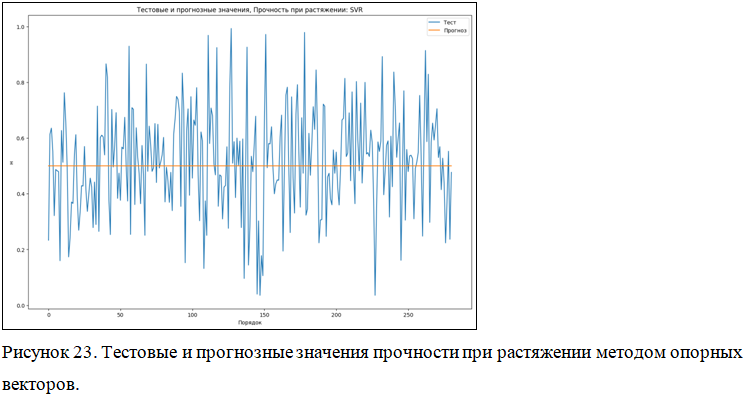 Тестовые и прогнозные значения, Прочность при растяжении: SVR
Тест
Прогноз
1.0
0.8
0.6
0.4
0.2
0.0
x
0
50
100
150
200
250
Порядок
Рисунок 23. Тестовые и прогнозные значения прочности при растяжении методом опорных
векторов.